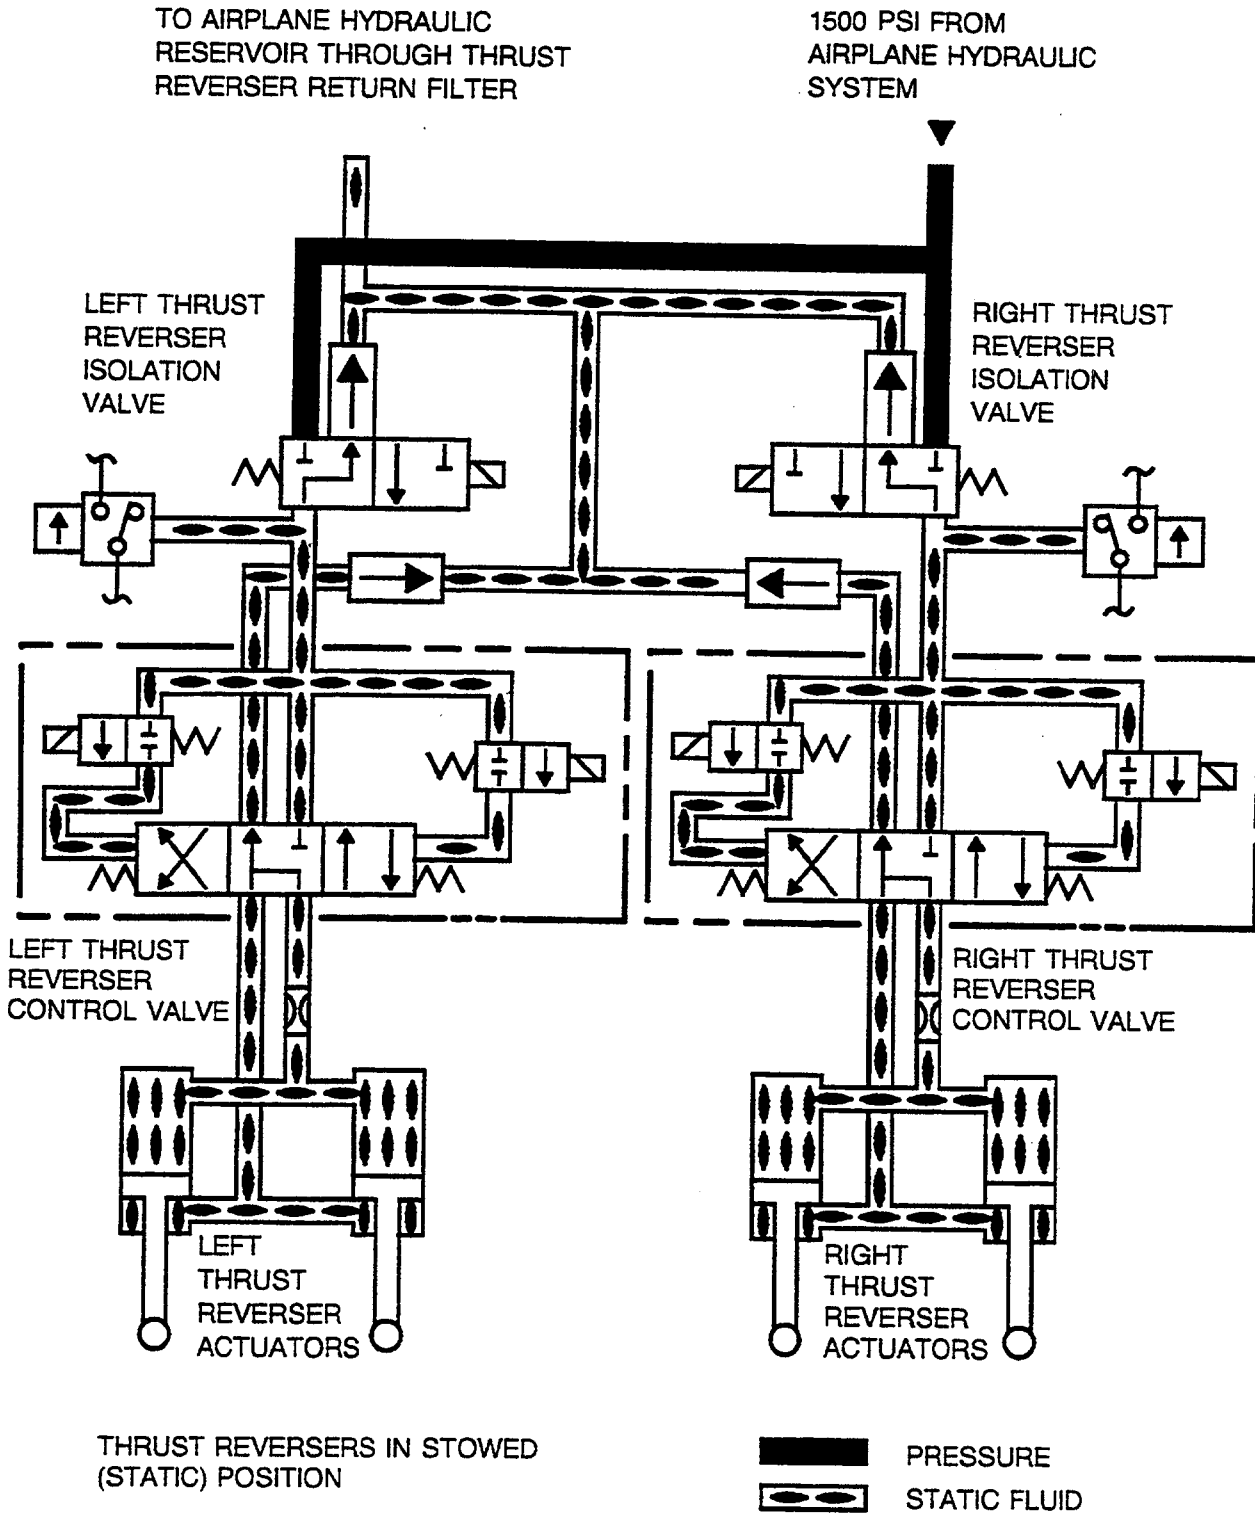 TO AIRPLANE HYDRAULIC
RESERVOIR THROUGH THRUST
REVERSER RETURN FILTER
1500 PSI FROM
AIRPLANE HYDRAULIC
SYSTEM
LEFT THRUST
REVERSER
ISOLATION
VALVE
RIGHT THRUST
REVERSER
ISOLATION
VALVE
LEFT THRUST
REVERSER
CONTROL VALVE
RIGHT THRUST
REVERSER
CONTROL VALVE
LEFT
THRUST
REVERSER
ACTUATORS
RIGHT
THRUST
REVERSER
ACTUATORS
THRUST REVERSERS IN STOWED
(STATIC) POSITION
PRESSURE
STATIC FLUID